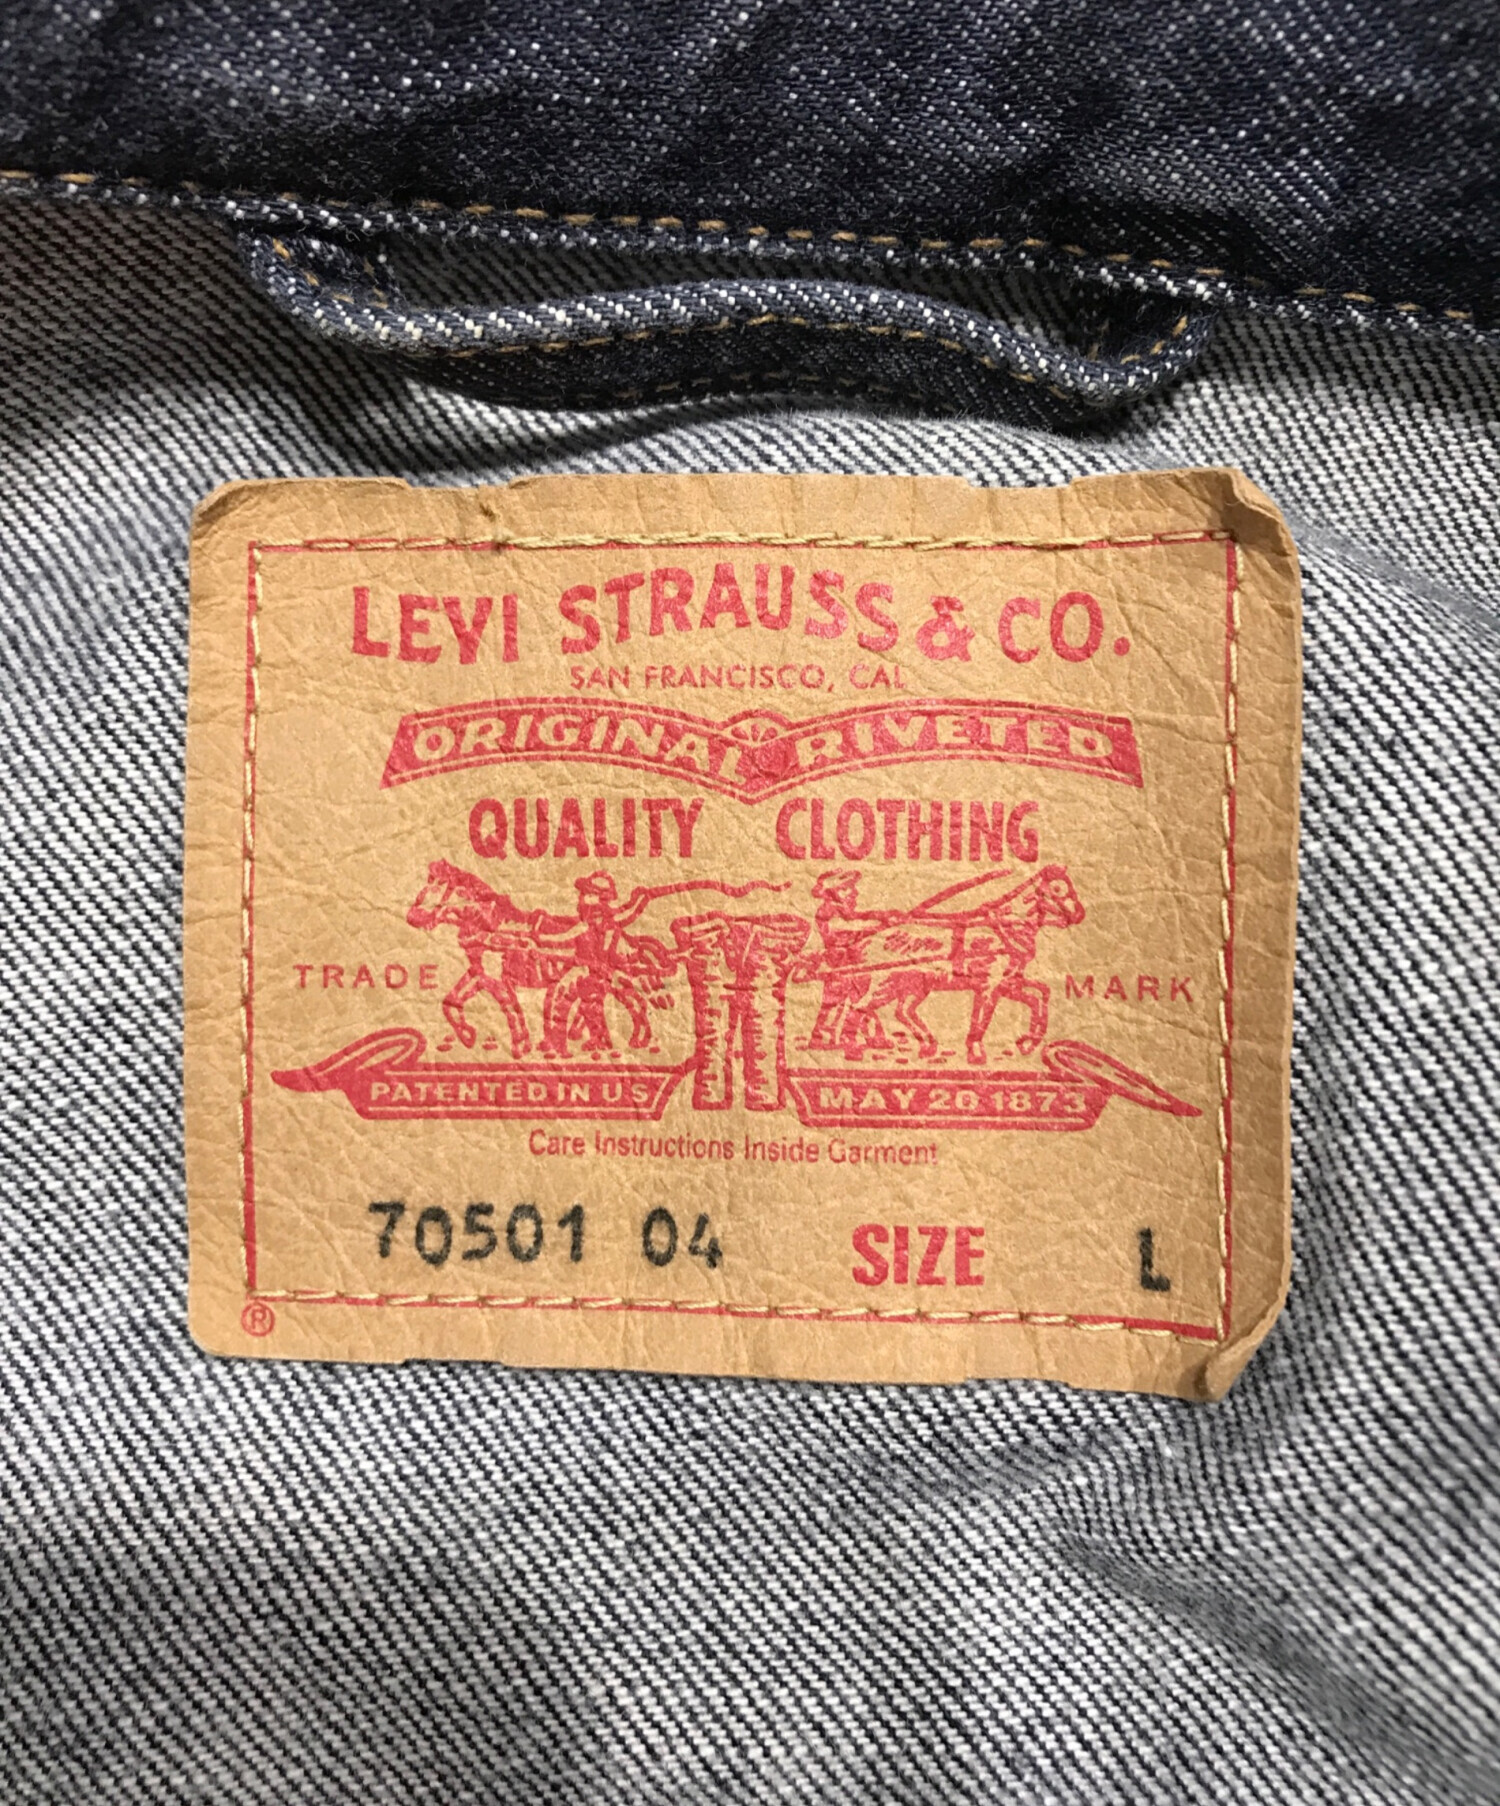 LEVI STRAUSS & CO.
SAN FRANCISCO, CAL
ORIGINAL RIVETED
QUALITY CLOTHING
TRADE MARK
PATENTED IN US MAY 20 1873
Care Instructions Inside Garment
70501 04 SIZE L
®